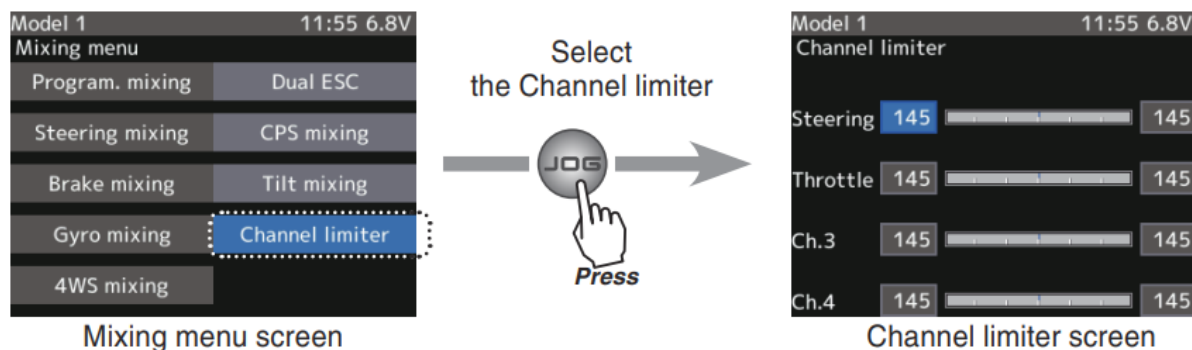 Model 1 11:55 6.8V
Mixing menu
Program. mixing Dual ESC
Steering mixing CPS mixing
Brake mixing Tilt mixing
Gyro mixing Channel limiter
4WS mixing
Mixing menu screen
Select
the Channel limiter
JOG
Press
Model 1 11:55 6.8V
Channel limiter
Steering 145 145
Throttle 145 145
Ch.3 145 145
Ch.4 145 145
Channel limiter screen